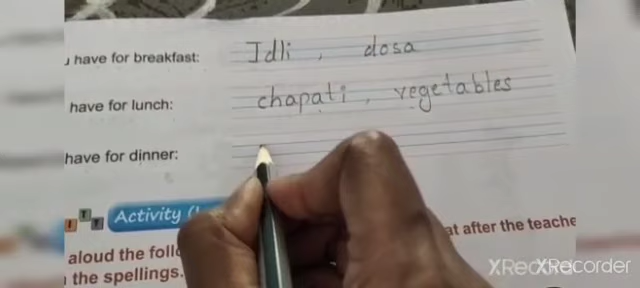 have for breakfast: Idli, dosa
have for lunch: chapati, vegetables
have for dinner:
Activity
at after the teache
aloud the foll
the spellings.
XRecorder